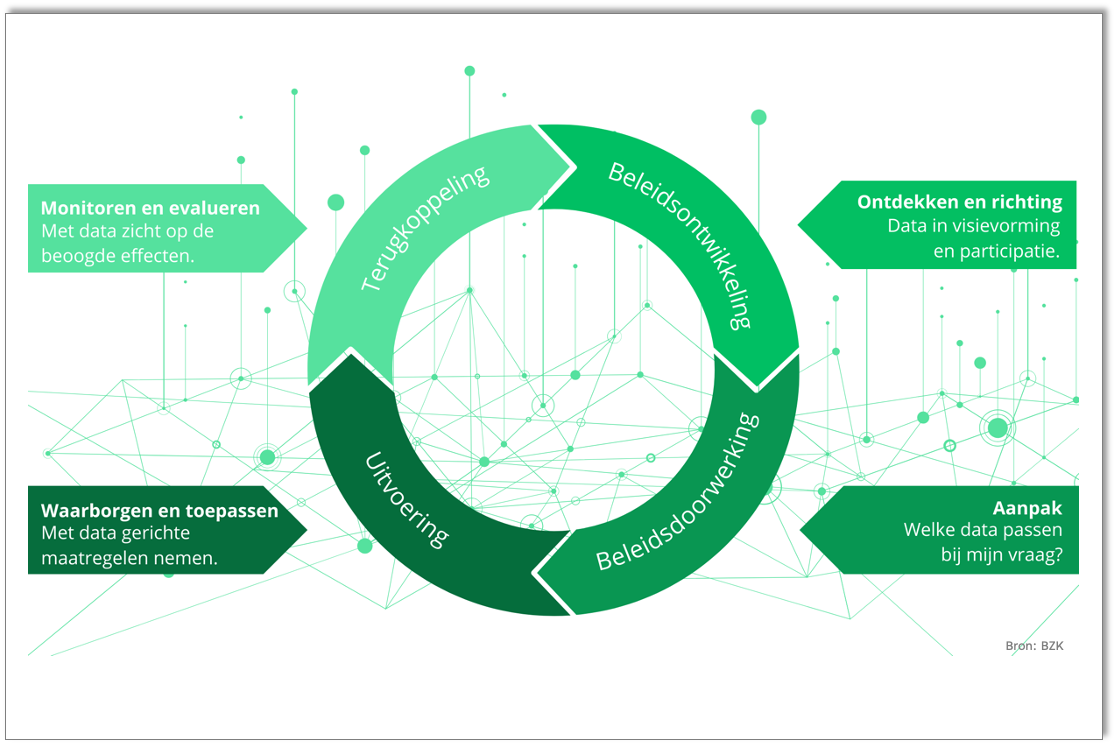 Terugkoppeling
Beleidsontwikkeling
Monitoren en evalueren
Met data zicht op de
beoogde effecten.
Ontdekken en richting
Data in visievorming
en participatie.
Uitvoering
Beleidsdoorwerking
Waarborgen en toepassen
Met data gerichte
maatregelen nemen.
Aanpak
Welke data passen
bij mijn vraag?
Bron: BZK